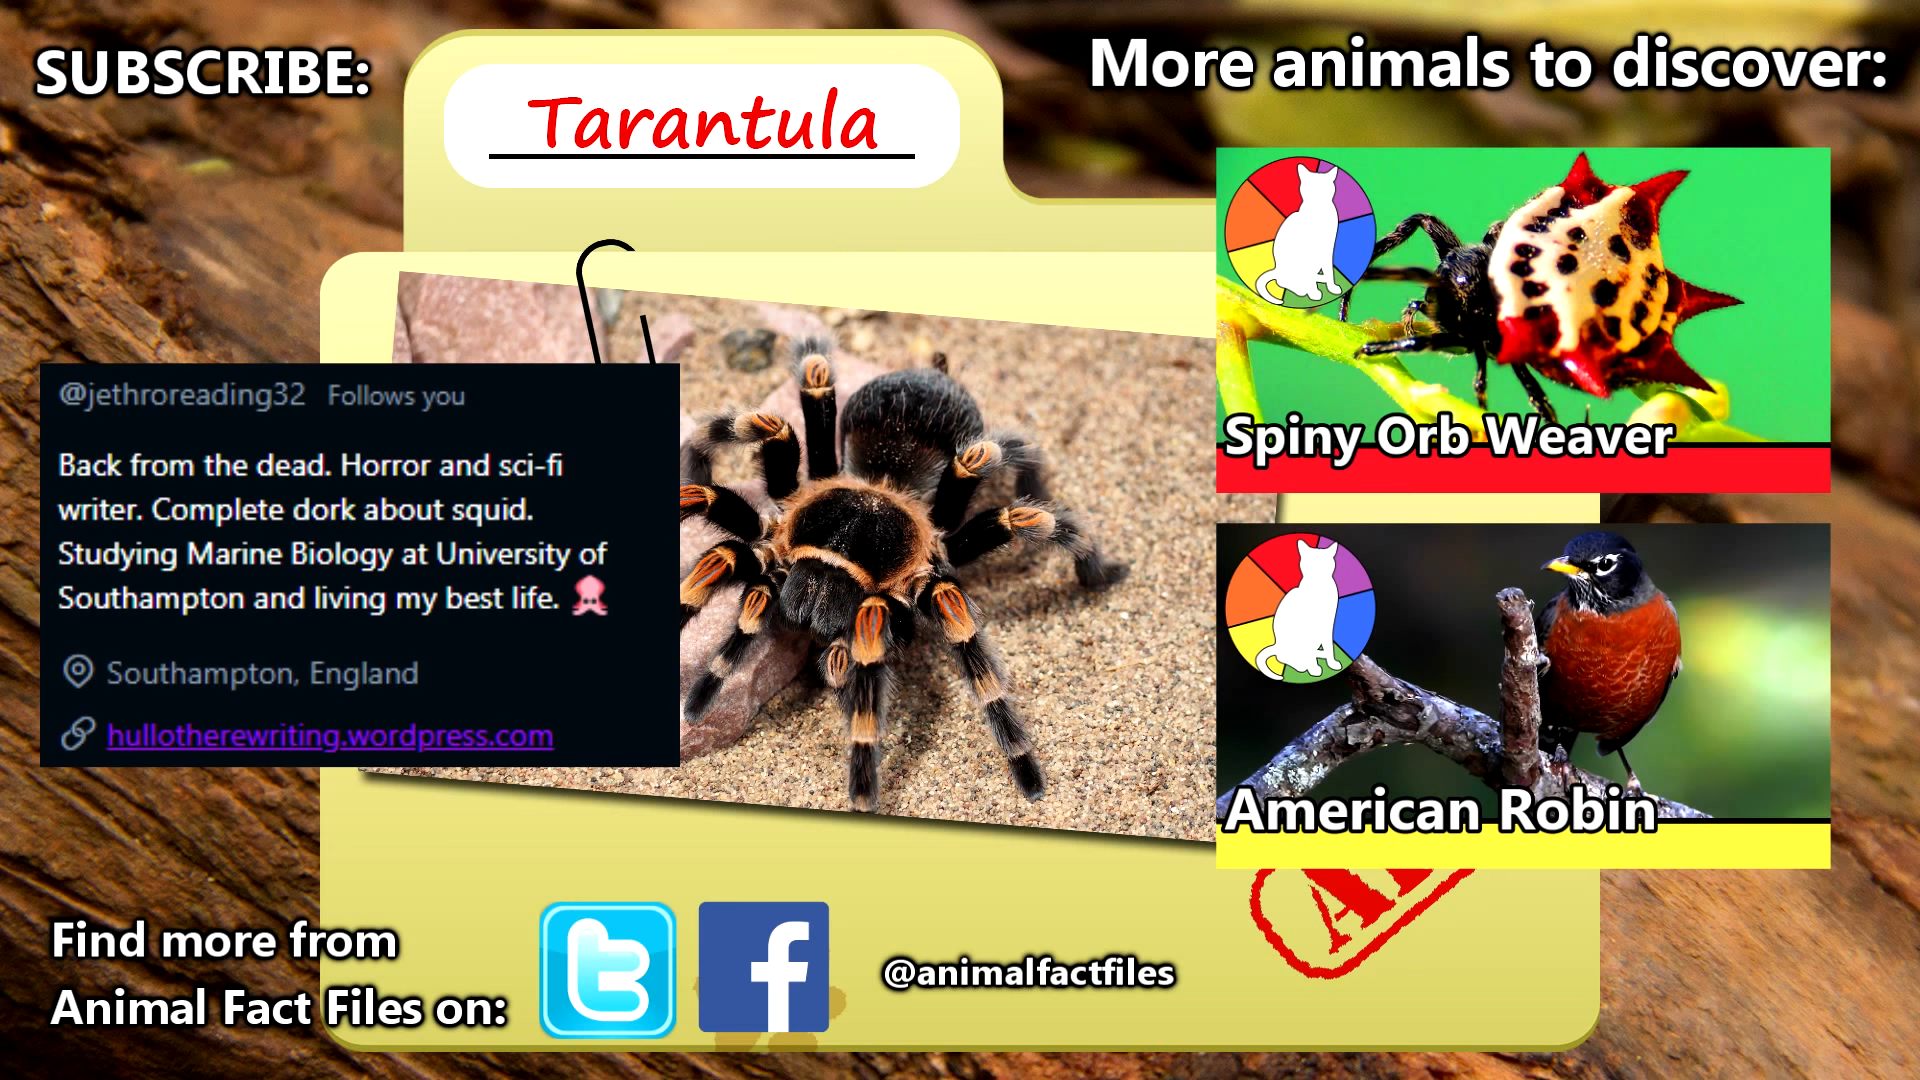 SUBSCRIBE:
Tarantula
More animals to discover:
@jethroreading32 Follows you
Back from the dead. Horror and sci-fi
writer. Complete dork about squid.
Studying Marine Biology at University of
Southampton and living my best life.
Southampton, England
hullotherewriting.wordpress.com
Spiny Orb Weaver
American Robin
Find more from
Animal Fact Files on:
@animalfactfiles